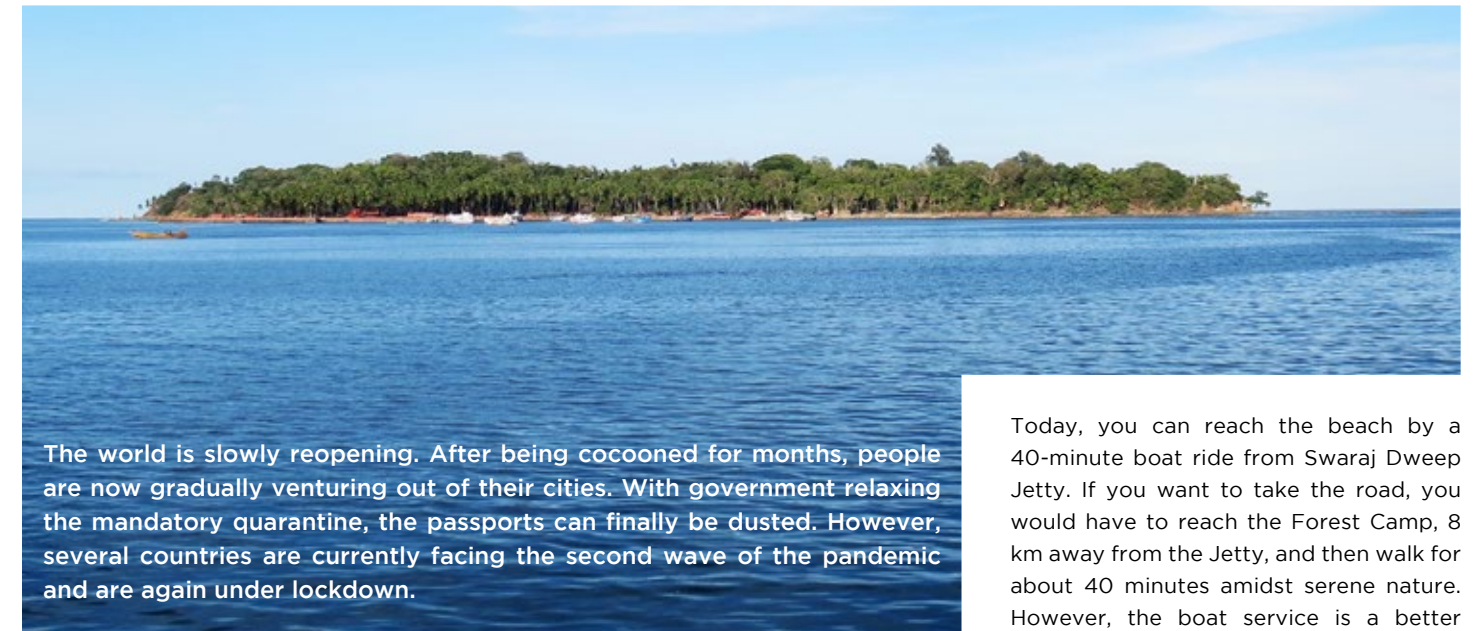 The world is slowly reopening. After being cocooned for months, people
are now gradually venturing out of their cities. With government relaxing
the mandatory quarantine, the passports can finally be dusted. However,
several countries are currently facing the second wave of the pandemic
and are again under lockdown.
Today, you can reach the beach by a
40-minute boat ride from Swaraj Dweep
Jetty. If you want to take the road, you
would have to reach the Forest Camp, 8
km away from the Jetty, and then walk for
about 40 minutes amidst serene nature.
However, the boat service is a better